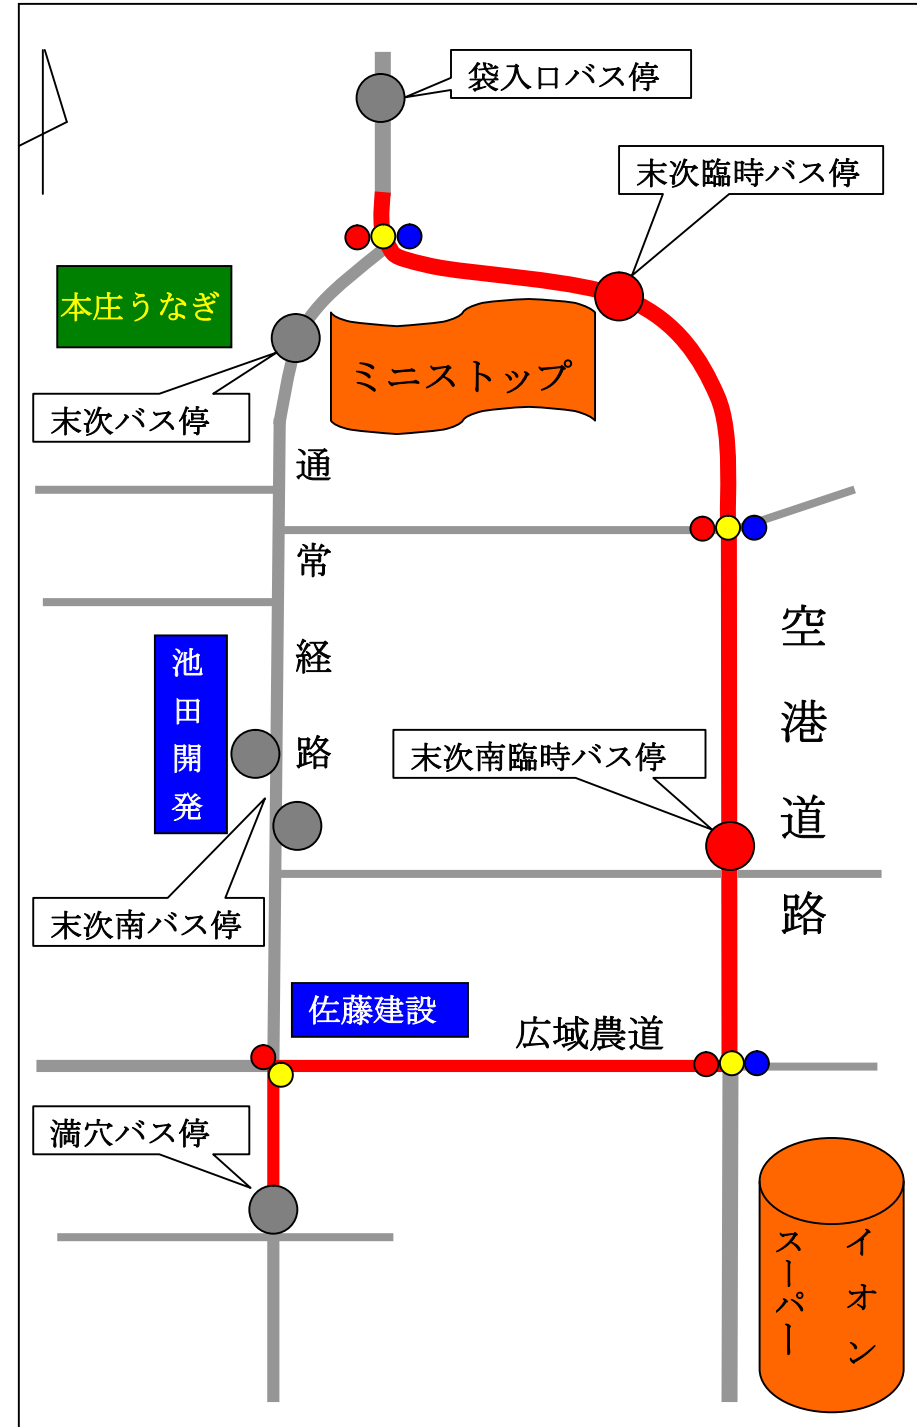 袋入口バス停
末次臨時バス停
本庄うなぎ
ミニストップ
末次バス停
通常経路
空港道路
池田開発
末次南臨時バス停
末次南バス停
佐藤建設
広域農道
満穴バス停
イオン
スーパー